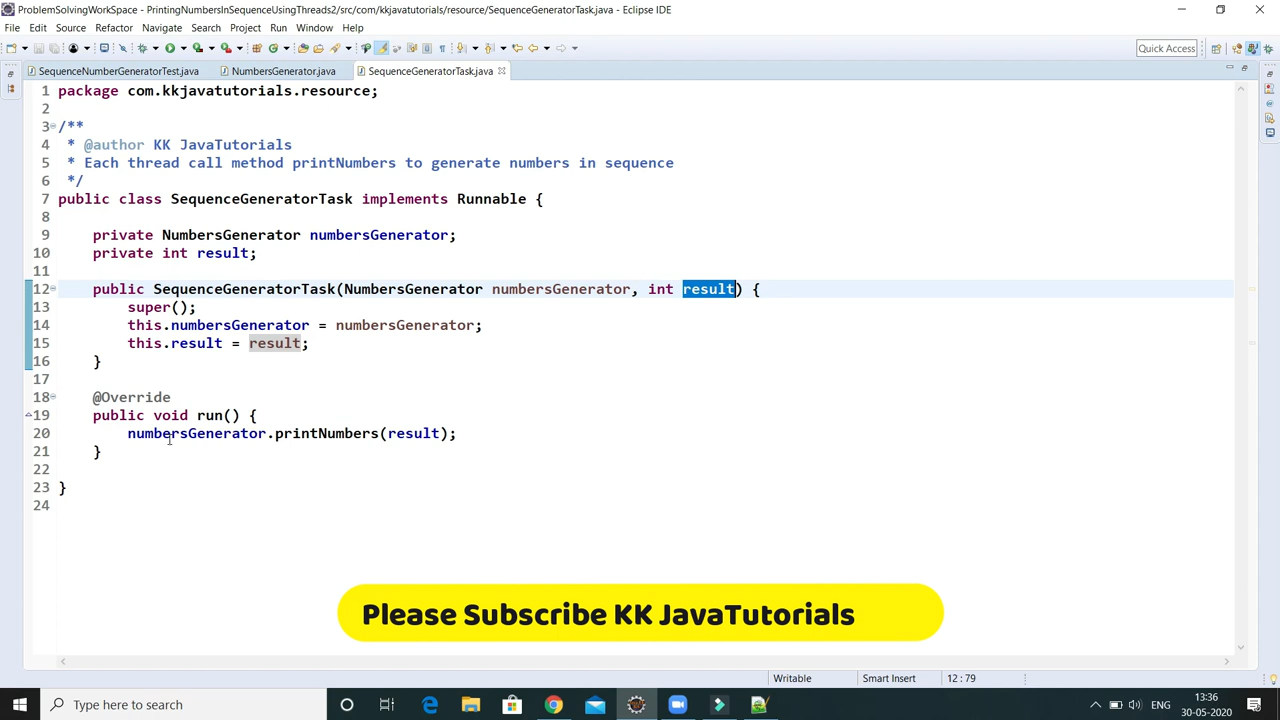 ProblemSolvingWorkSpace - PrintingNumbersInSequenceUsingThreads2/src/com/kkjavatutorials/resource/SequenceGeneratorTask.java - Eclipse IDE
File Edit Source Refactor Navigate Search Project Run Window Help
Quick Access
SequenceNumberGeneratorTest.java NumbersGenerator.java SequenceGeneratorTask.java
1 package com.kkjavatutorials.resource;
2
3 /**
4 * @author KK JavaTutorials
5 * Each thread call method printNumbers to generate numbers in sequence
6 */
7 public class SequenceGeneratorTask implements Runnable {
8
9 private NumbersGenerator numbersGenerator;
10 private int result;
11
12 public SequenceGeneratorTask(NumbersGenerator numbersGenerator, int result) {
13 super();
14 this.numbersGenerator = numbersGenerator;
15 this.result = result;
16 }
17
18 @Override
19 public void run() {
20 numbersGenerator.printNumbers(result);
21 }
22
23 }
24
Please Subscribe KK JavaTutorials
Writable Smart Insert 12 : 79
Type here to search
ENG
13:36
30-05-2020